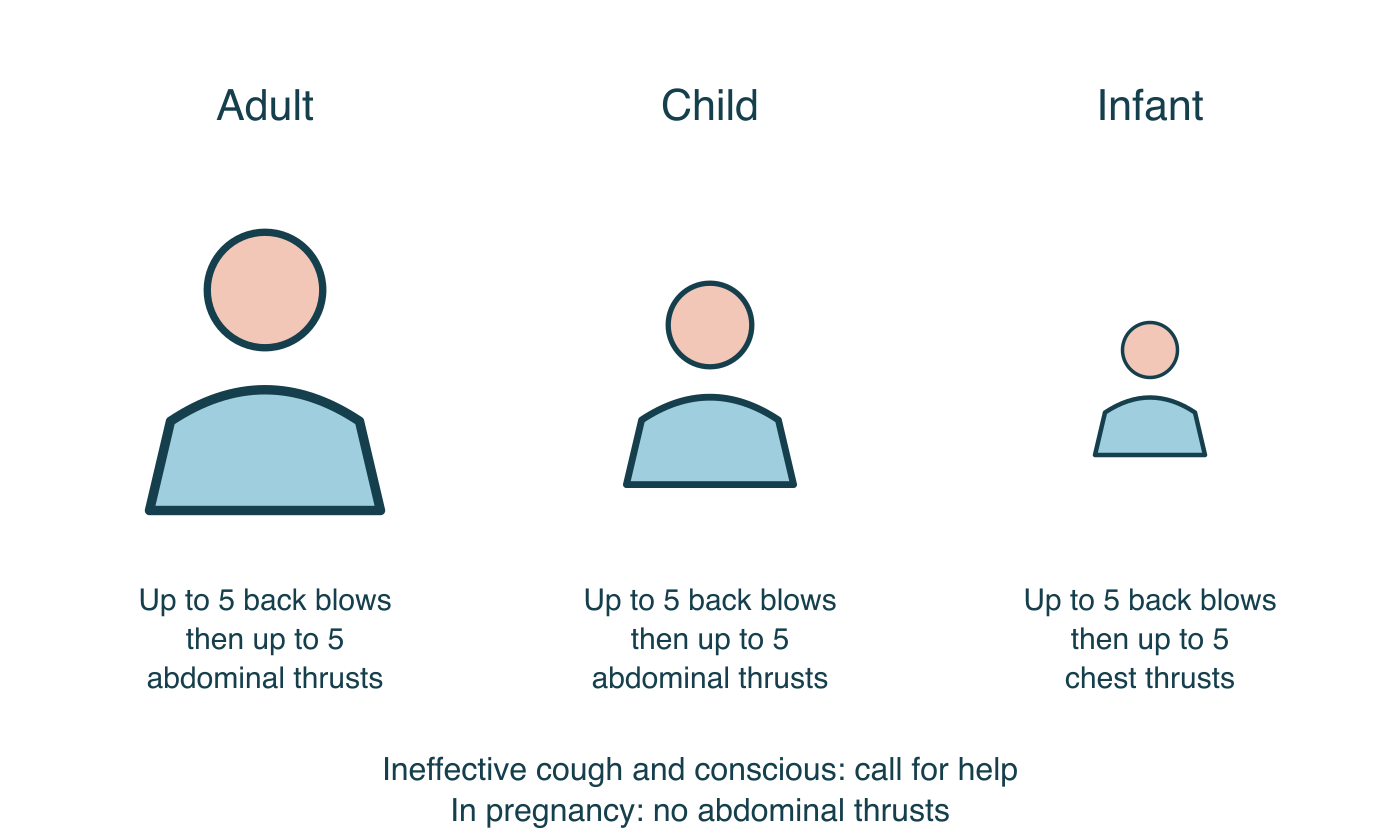 Adult
Child
Infant
Up to 5 back blows
then up to 5
abdominal thrusts
Up to 5 back blows
then up to 5
abdominal thrusts
Up to 5 back blows
then up to 5
chest thrusts
Ineffective cough and conscious: call for help
In pregnancy: no abdominal thrusts